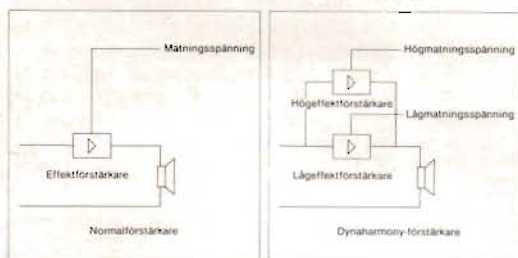 Matningsspänning
Effektförstärkare
Normalförstärkare
Högmatningsspänning
Högeffektförstärkare
Lågmatningsspänning
Lågeffektförstärkare
Dynaharmony-förstärkare